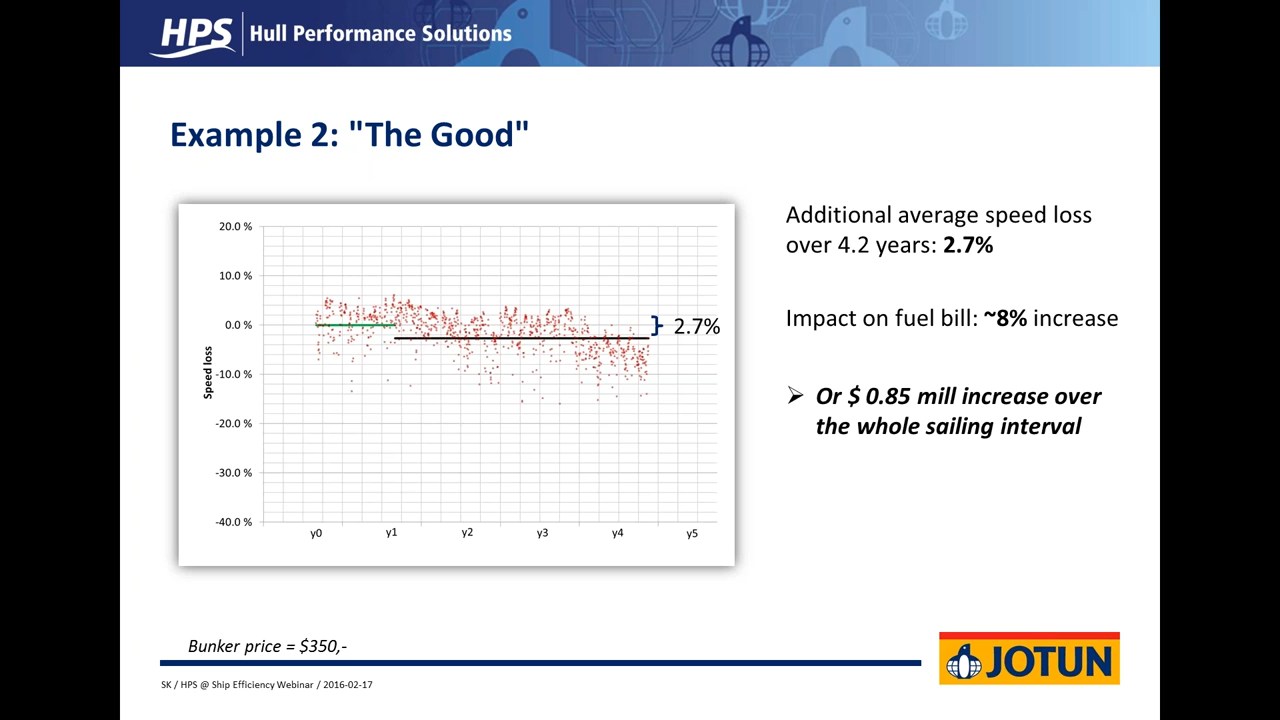 HPS Hull Performance Solutions
Example 2: "The Good"
Additional average speed loss
over 4.2 years: 2.7%
Impact on fuel bill: ~8% increase
➢ Or $ 0.85 mill increase over
the whole sailing interval
20.0 %
10.0 %
0.0 %
-10.0 %
-20.0 %
-30.0 %
-40.0 %
Speed loss
2.7%
y0 y1 y2 y3 y4 y5
Bunker price = $350,-
SK / HPS @ Ship Efficiency Webinar / 2016-02-17
JOTUN